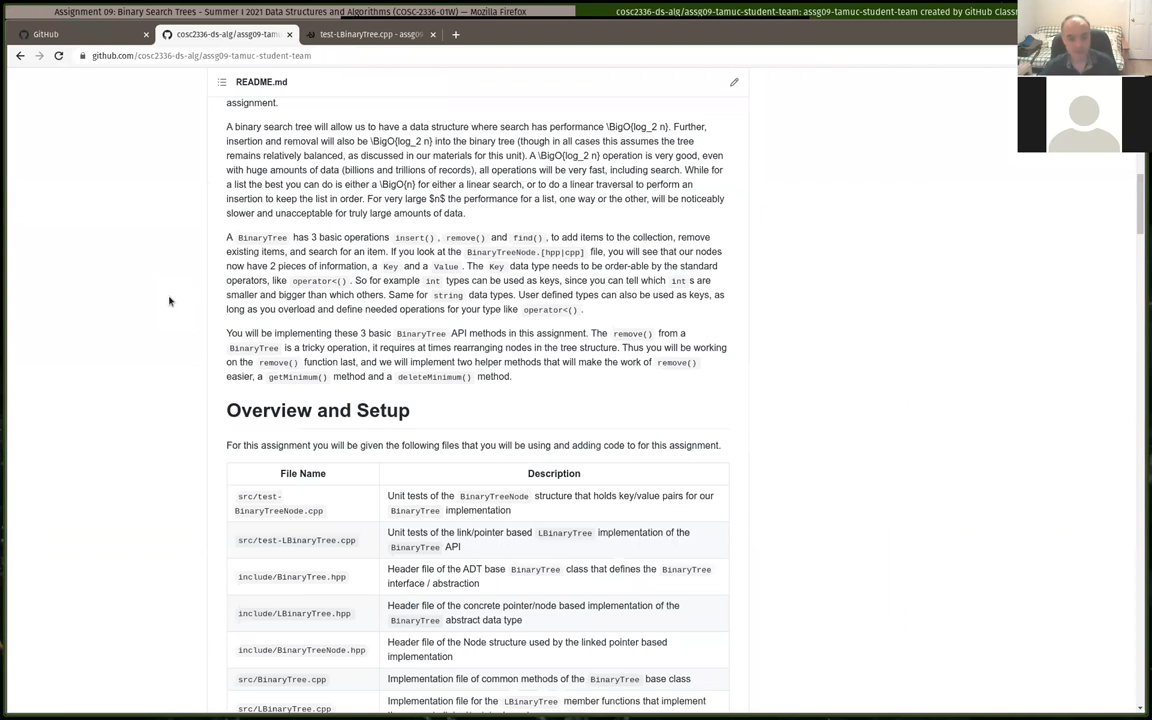 Assignment 09: Binary Search Trees - Summer I 2021 Data Structures and Algorithms (COSC-2336-01W) — Mozilla Firefox
cosc2336-ds-alg/assg09-tamuc-student-team: assg09-tamuc-student-team created by GitHub Classr
GitHub
cosc2336-ds-alg/assg09-tamu
test-LBinaryTree.cpp - assg09
github.com/cosc2336-ds-alg/assg09-tamuc-student-team
README.md
assignment.
A binary search tree will allow us to have a data structure where search has performance \BigO{log_2 n}. Further,
insertion and removal will also be \BigO{log_2 n} into the binary tree (though in all cases this assumes the tree
remains relatively balanced, as discussed in our materials for this unit). A \BigO{log_2 n} operation is very good, even
with huge amounts of data (billions and trillions of records), all operations will be very fast, including search. While for
a list the best you can do is either a \BigO{n} for either a linear search, or to do a linear traversal to perform an
insertion to keep the list in order. For very large $n$ the performance for a list, one way or the other, will be noticeably
slower and unacceptable for truly large amounts of data.
A BinaryTree has 3 basic operations insert(), remove() and find(), to add items to the collection, remove
existing items, and search for an item. If you look at the BinaryTreeNode.[hpp|cpp] file, you will see that our nodes
now have 2 pieces of information, a Key and a Value. The Key data type needs to be order-able by the standard
operators, like operator<(). So for example int types can be used as keys, since you can tell which int s are
smaller and bigger than which others. Same for string data types. User defined types can also be used as keys, as
long as you overload and define needed operations for your type like operator<().
You will be implementing these 3 basic BinaryTree API methods in this assignment. The remove() from a
BinaryTree is a tricky operation, it requires at times rearranging nodes in the tree structure. Thus you will be working
on the remove() function last, and we will implement two helper methods that will make the work of remove()
easier, a getMinimum() method and a deleteMinimum() method.
Overview and Setup
For this assignment you will be given the following files that you will be using and adding code to for this assignment.
File Name
Description
src/test-
BinaryTreeNode.cpp
Unit tests of the BinaryTreeNode structure that holds key/value pairs for our
BinaryTree implementation
src/test-LBinaryTree.cpp
Unit tests of the link/pointer based LBinaryTree implementation of the
BinaryTree API
include/BinaryTree.hpp
Header file of the ADT base BinaryTree class that defines the BinaryTree
interface / abstraction
include/LBinaryTree.hpp
Header file of the concrete pointer/node based implementation of the
BinaryTree abstract data type
include/BinaryTreeNode.hpp
Header file of the Node structure used by the linked pointer based
implementation
src/BinaryTree.cpp
Implementation file of common methods of the BinaryTree base class
src/LBinaryTree.cpp
Implementation file for the LBinaryTree member functions that implement